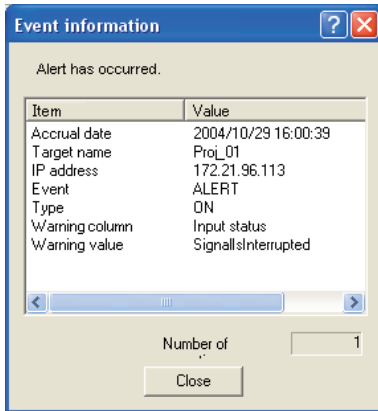 Event information
Alert has occurred.
Item Value
Accrual date 2004/10/29 16:00:39
Target name Proj_01
IP address 172.21.96.113
Event ALERT
Type ON
Warning column Input status
Warning value SignalIsInterrupted
Number of
1
Close